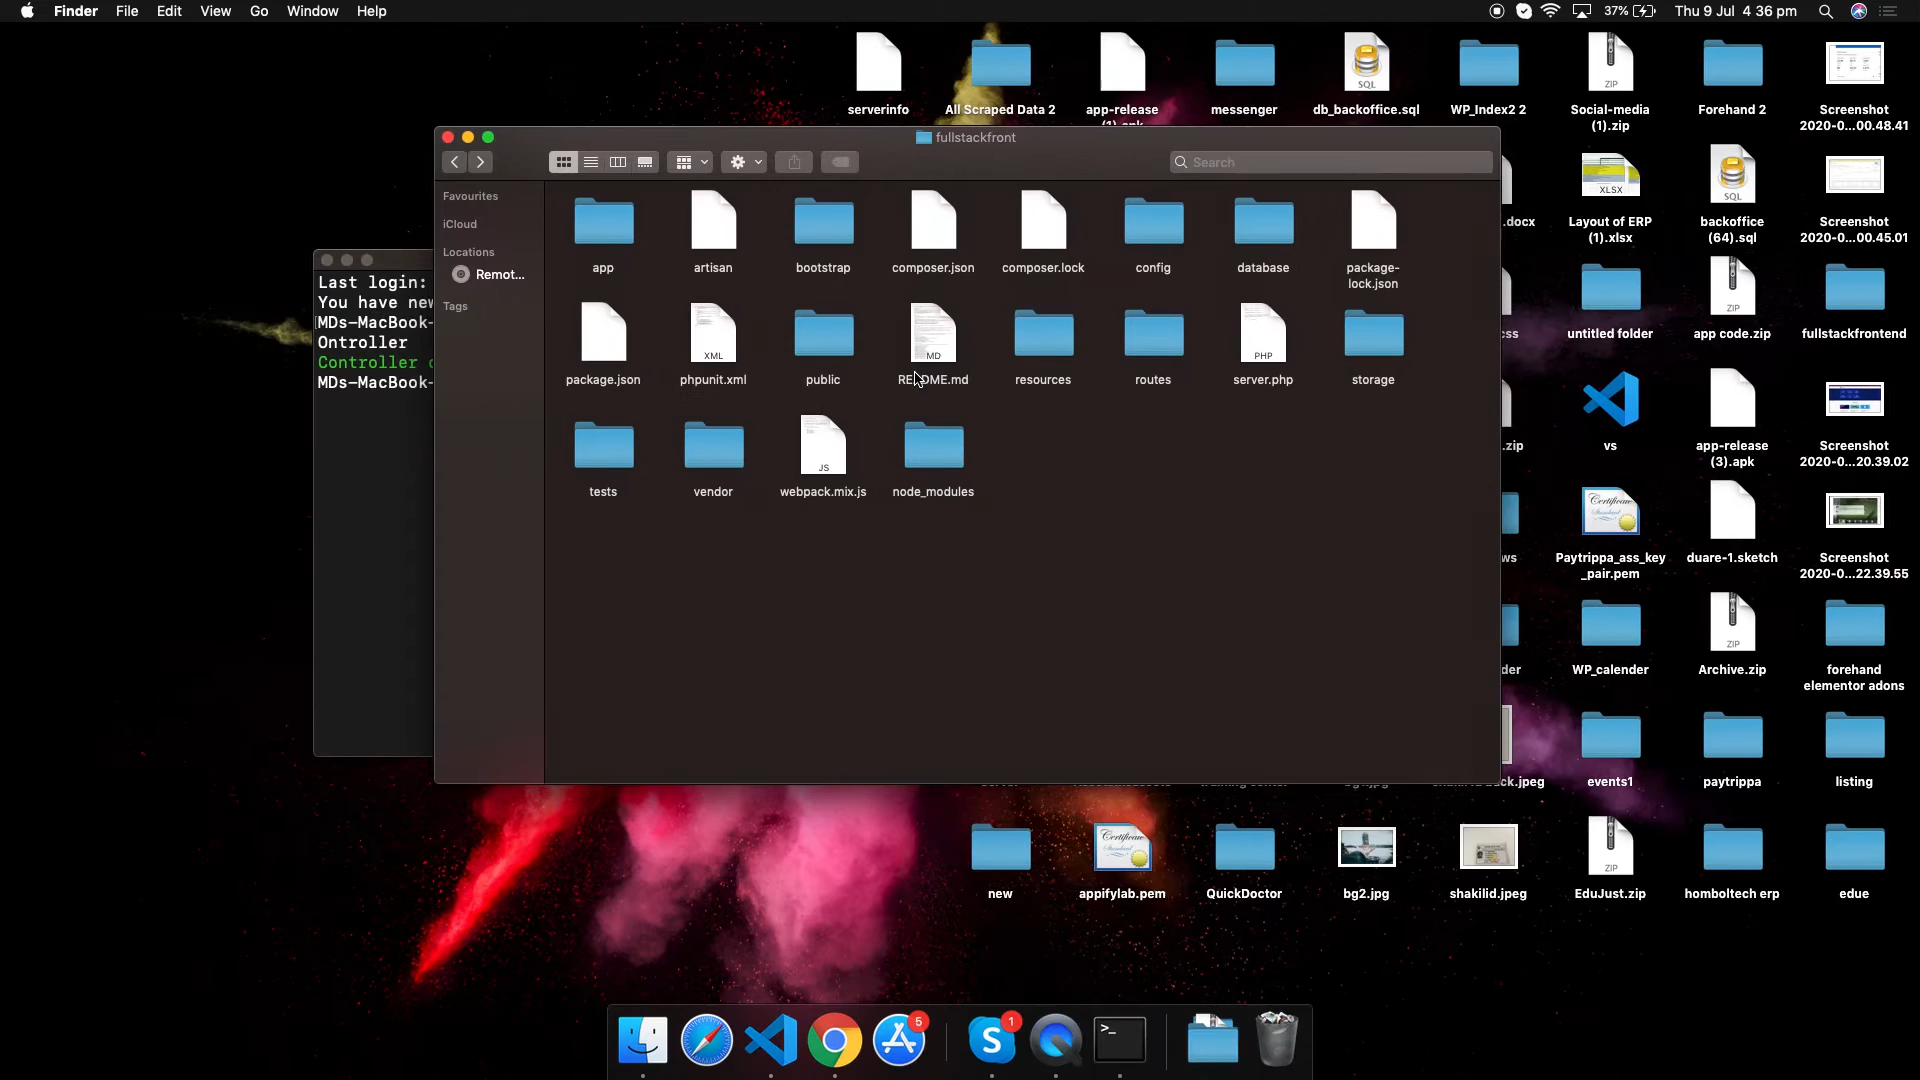 Finder File Edit View Go Window Help
37% Thu 9 Jul 4 36 pm
serverinfo
All Scraped Data 2
app-release
messenger
SQL
db_backoffice.sql
WP_Index2 2
ZIP
Social-media
(1).zip
Forehand 2
Screenshot
2020-0...00.48.41
fullstackfront
Search
Favourites
iCloud
Locations
Remot...
Tags
app
artisan
bootstrap
composer.json
composer.lock
config
database
package-
lock.json
package.json
XML
phpunit.xml
public
MD
resources
routes
PHP
server.php
storage
tests
vendor
JS
webpack.mix.js
node_modules
Last login:
You have
MDs-MacBook-
Ontroller
Controller
MDs-MacBook-
.docx
XLSX
Layout of ERP
(1).xlsx
SQL
backoffice
(64).sql
Screenshot
2020-0...00.45.01
css
untitled folder
ZIP
app code.zip
fullstackfrontend
.zip
vs
app-release
(3).apk
Screenshot
2020-0...20.39.02
ws
Certificate
Standard
Paytrippa_ass_key
_pair.pem
duare-1.sketch
Screenshot
2020-0...22.39.55
der
WP_calender
ZIP
Archive.zip
forehand
elementor adons
ck.jpeg
events1
paytrippa
listing
new
Certificate
Standard
appifylab.pem
QuickDoctor
bg2.jpg
shakilid.jpeg
ZIP
EduJust.zip
homboltech erp
edue
5
S
1
>_